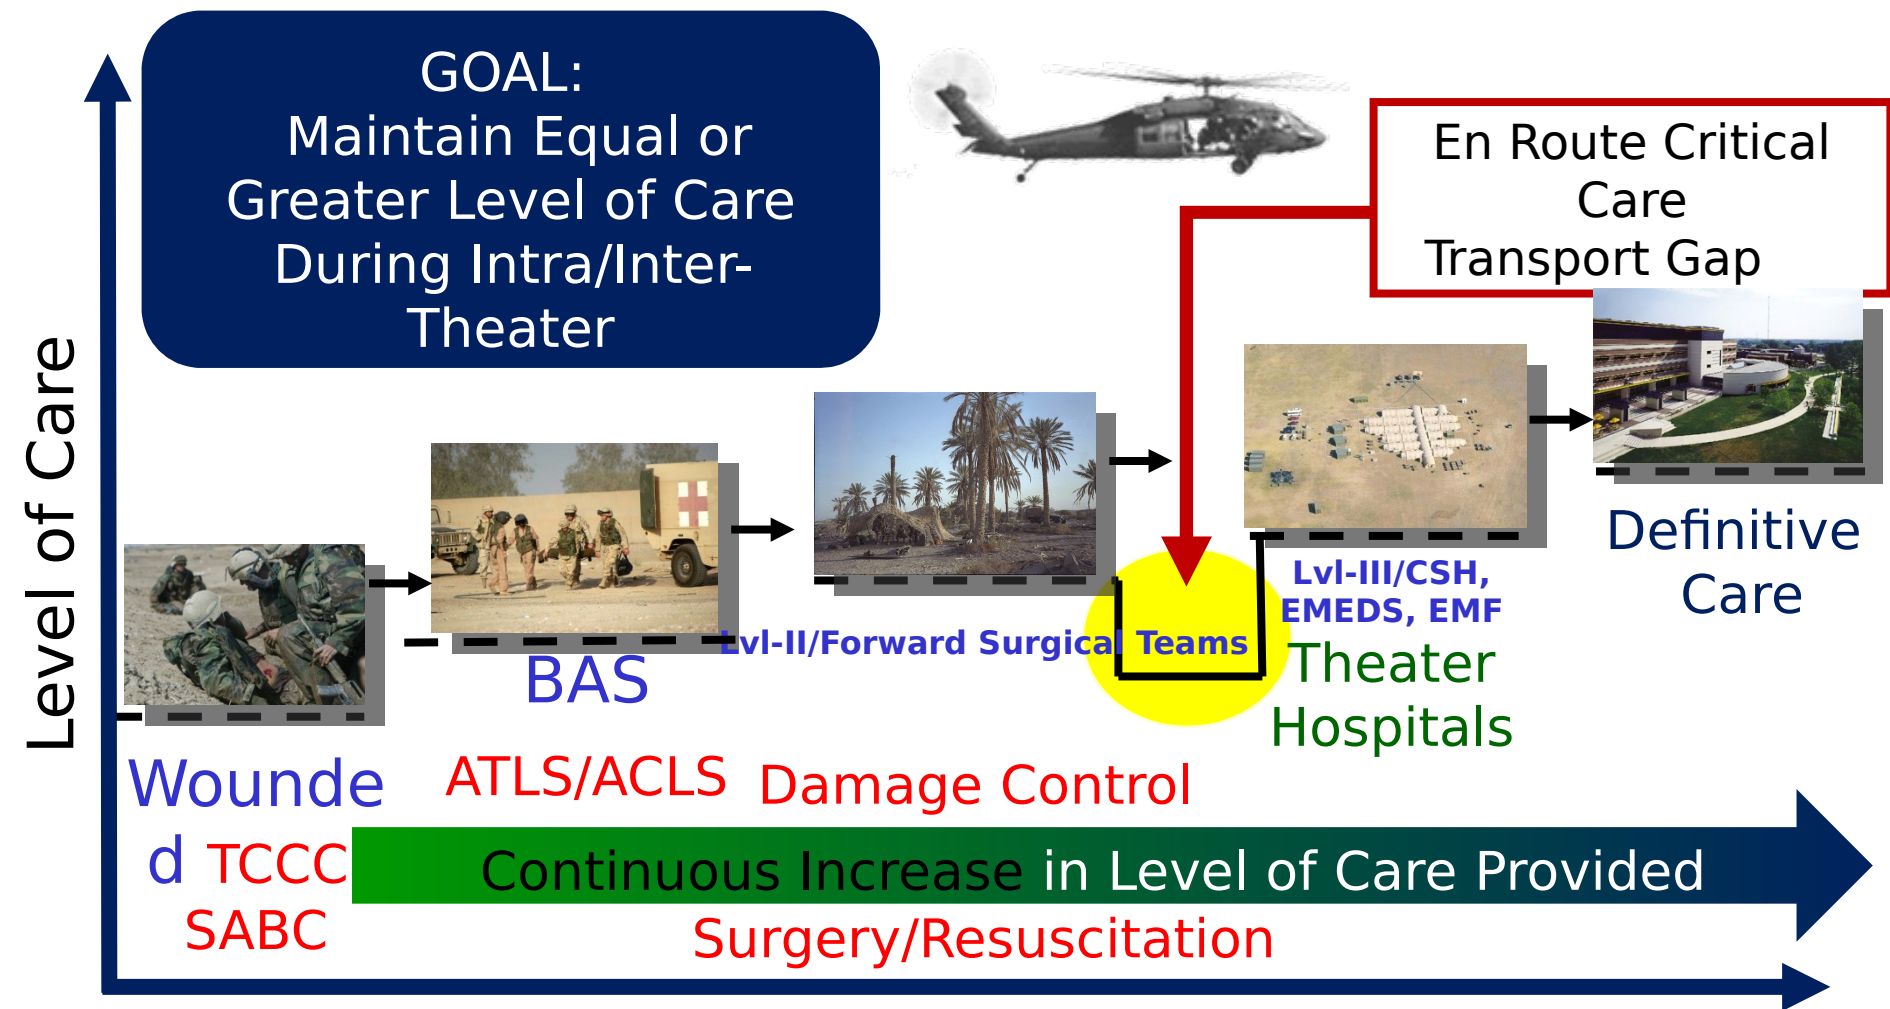 GOAL:
Maintain Equal or
Greater Level of Care
During Intra/Inter-
Theater
En Route Critical
Care
Transport Gap
Level of Care
Definitive
Care
Lvl-III/CSH,
EMEDS, EMF
Theater
Hospitals
Lvl-II/Forward Surgical Teams
BAS
Wounde
d TCCC
SABC
ATLS/ACLS
Damage Control
Continuous Increase in Level of Care Provided
Surgery/Resuscitation